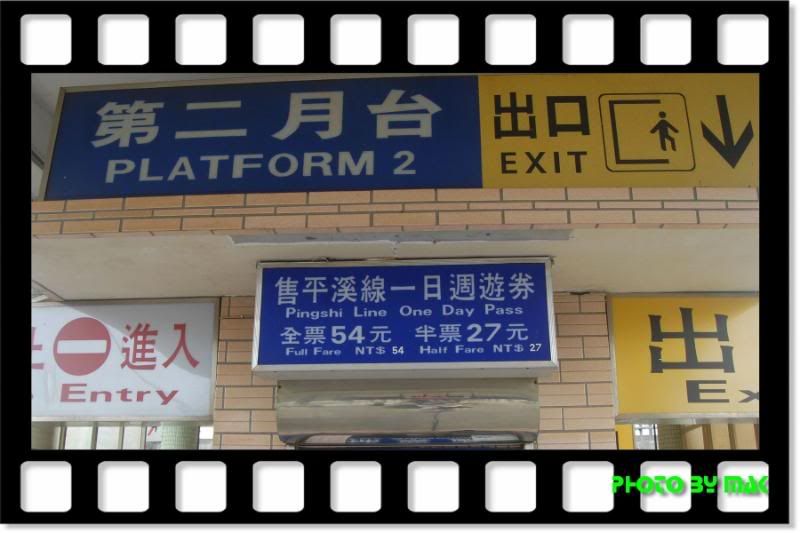 第二月台
PLATFORM 2
出口
EXIT
售平溪線一日週遊券
Pingshi Line One Day Pass
全票54元 半票27元
Full Fare NT$ 54 Half Fare NT$ 27
進入
Entry
出
Ex
PHOTO BY MAK